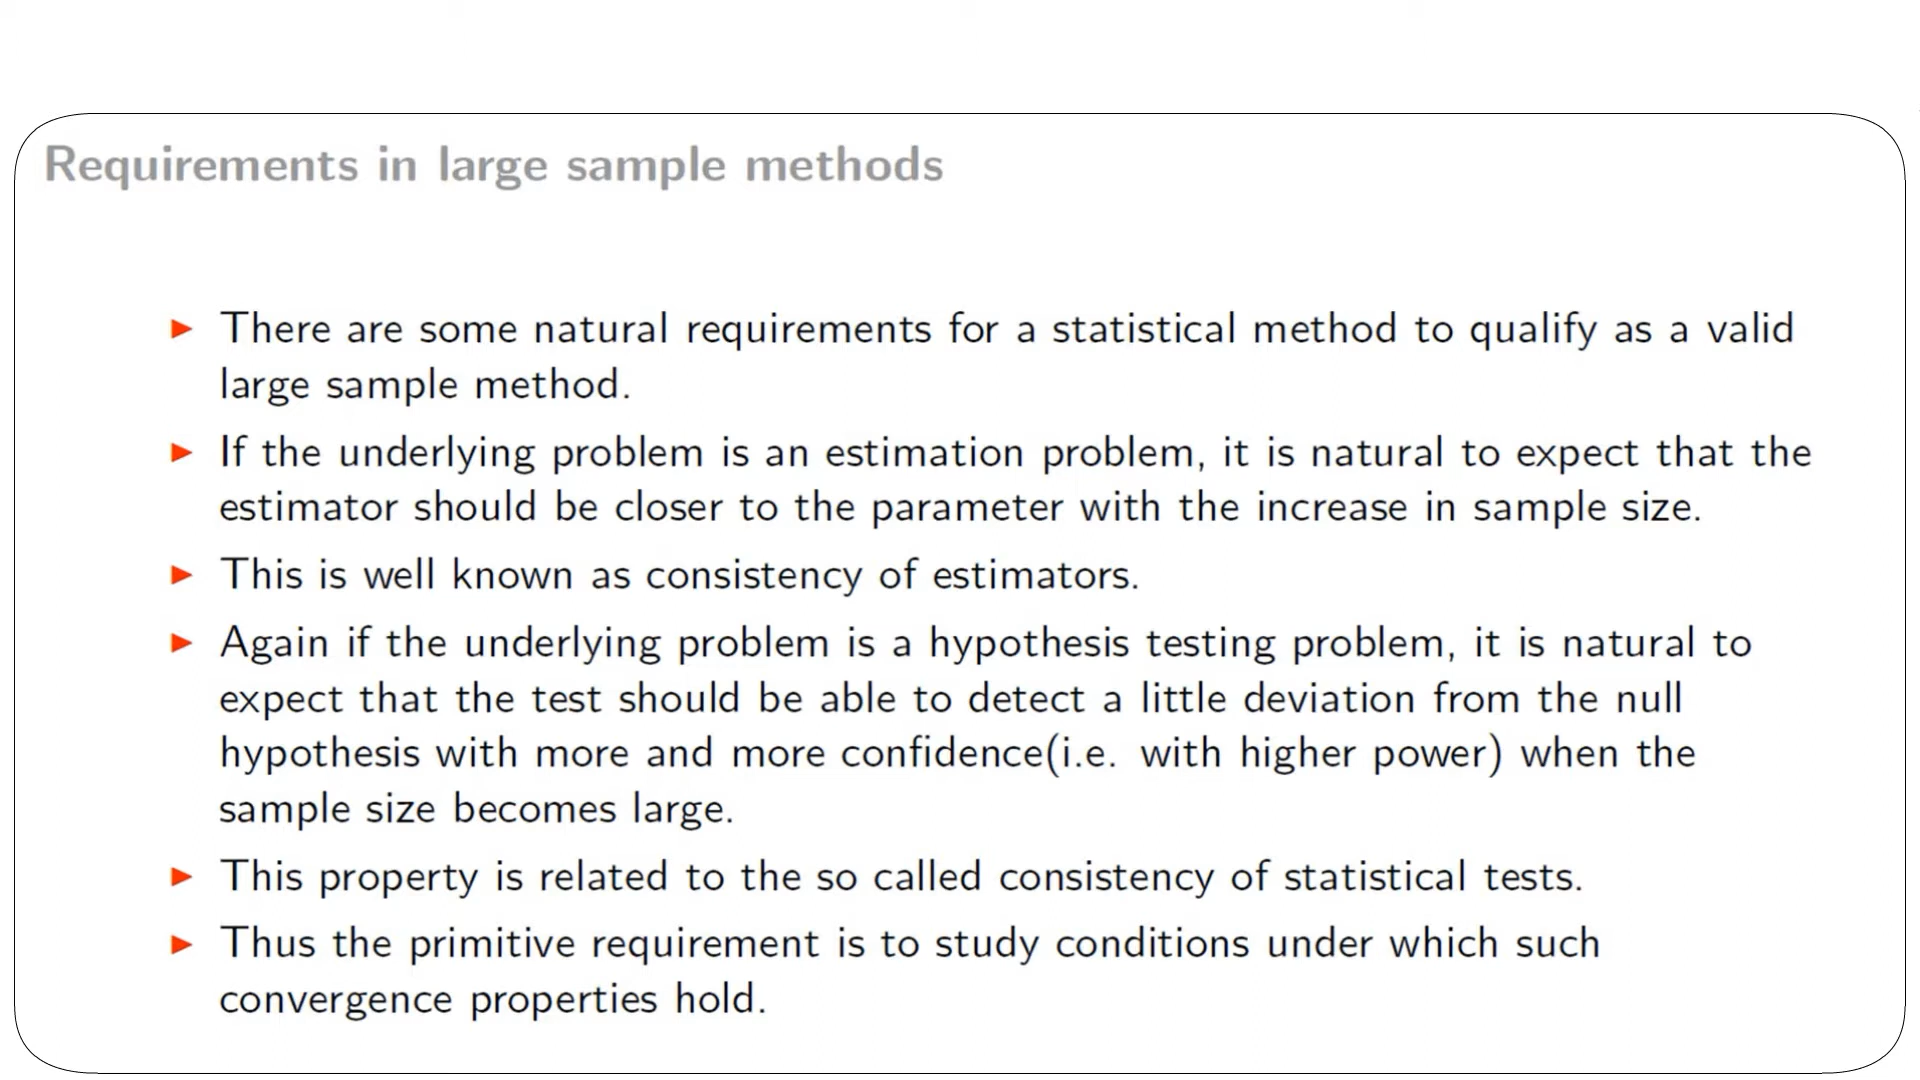 Requirements in large sample methods
There are some natural requirements for a statistical method to qualify as a valid
large sample method.
If the underlying problem is an estimation problem, it is natural to expect that the
estimator should be closer to the parameter with the increase in sample size.
This is well known as consistency of estimators.
Again if the underlying problem is a hypothesis testing problem, it is natural to
expect that the test should be able to detect a little deviation from the null
hypothesis with more and more confidence(i.e. with higher power) when the
sample size becomes large.
This property is related to the so called consistency of statistical tests.
Thus the primitive requirement is to study conditions under which such
convergence properties hold.